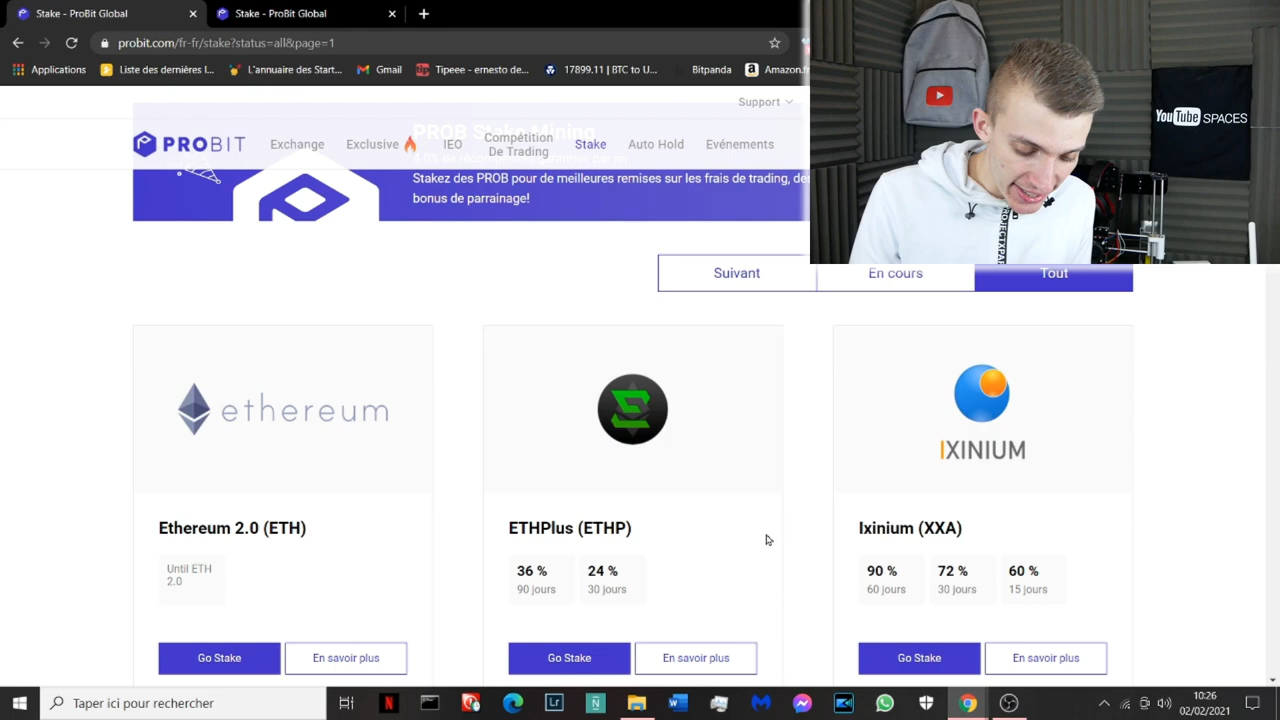 Stake - ProBit Global
Stake - ProBit Global
probit.com/fr-fr/stake?status=all&page=1
Applications
Liste des dernières I...
L'annuaire des Start...
Gmail
Tipeee - ernesto de...
17899.11 | BTC to U...
Bitpanda
Amazon.fr
Support
PROB Stake Mining
PROBIT
Exchange
Exclusive
IEO
Compétition
De Trading
Stake
Auto Hold
Evénements
Stakez des PROB pour de meilleures remises sur les frais de trading, des
bonus de parrainage!
YouTube SPACES
Suivant
En cours
Tout
ethereum
IXINIUM
Ethereum 2.0 (ETH)
Until ETH
2.0
Go Stake
En savoir plus
ETHPlus (ETHP)
36 %
90 jours
24 %
30 jours
Go Stake
En savoir plus
Ixinium (XXA)
90 %
60 jours
72 %
30 jours
60 %
15 jours
Go Stake
En savoir plus
Taper ici pour rechercher
10:26
02/02/2021